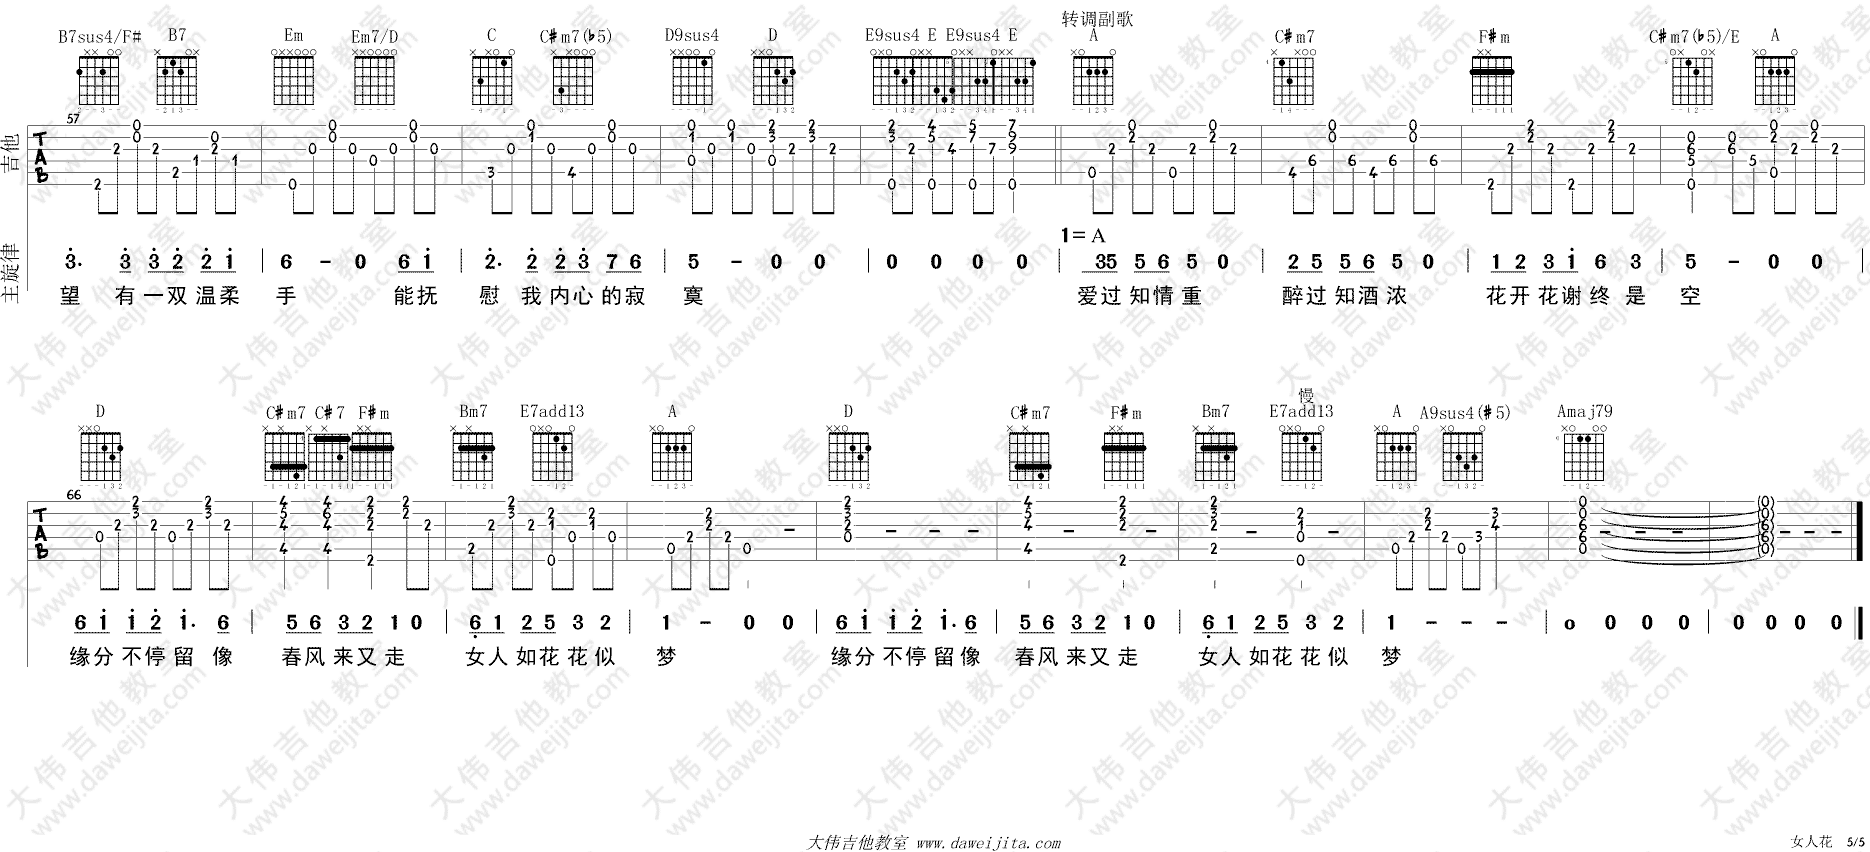 转调副歌
B7sus4/F# B7 Em Em7/D C C#m7(♭5) D9sus4 D E9sus4 E E9sus4 E A C#m7 F#m C#m7(♭5)/E A
57
吉他 TAB
1=A
主旋律 3. 3 3 2 2 1 | 6 - 0 6 1 | 2. 2 2 3 7 6 | 5 - 0 0 | 0 0 0 0 | 35 5 6 5 0 | 2 5 5 6 5 0 | 1 2 3 1 6 3 | 5 - 0 0 |
望 有一双温柔 手 能抚 慰 我内心的寂 寞 爱过知情重 醉过知酒浓 花开花谢终是 空
慢
D C#m7 C#7 F#m Bm7 E7add13 A D C#m7 F#m Bm7 E7add13 A A9sus4(#5) Amaj79
66
TAB
6 1 1 2 1. 6 | 5 6 3 2 1 0 | 6 1 2 5 3 2 | 1 - 0 0 | 6 1 1 2 1. 6 | 5 6 3 2 1 0 | 6 1 2 5 3 2 | 1 - - - | 0 0 0 0 | 0 0 0 0
缘分不停留像 春风来又走 女人如花花似 梦 缘分不停留像 春风来又走 女人如花花似 梦
大伟吉他教室 www.daweijita.com
女人花 5/5